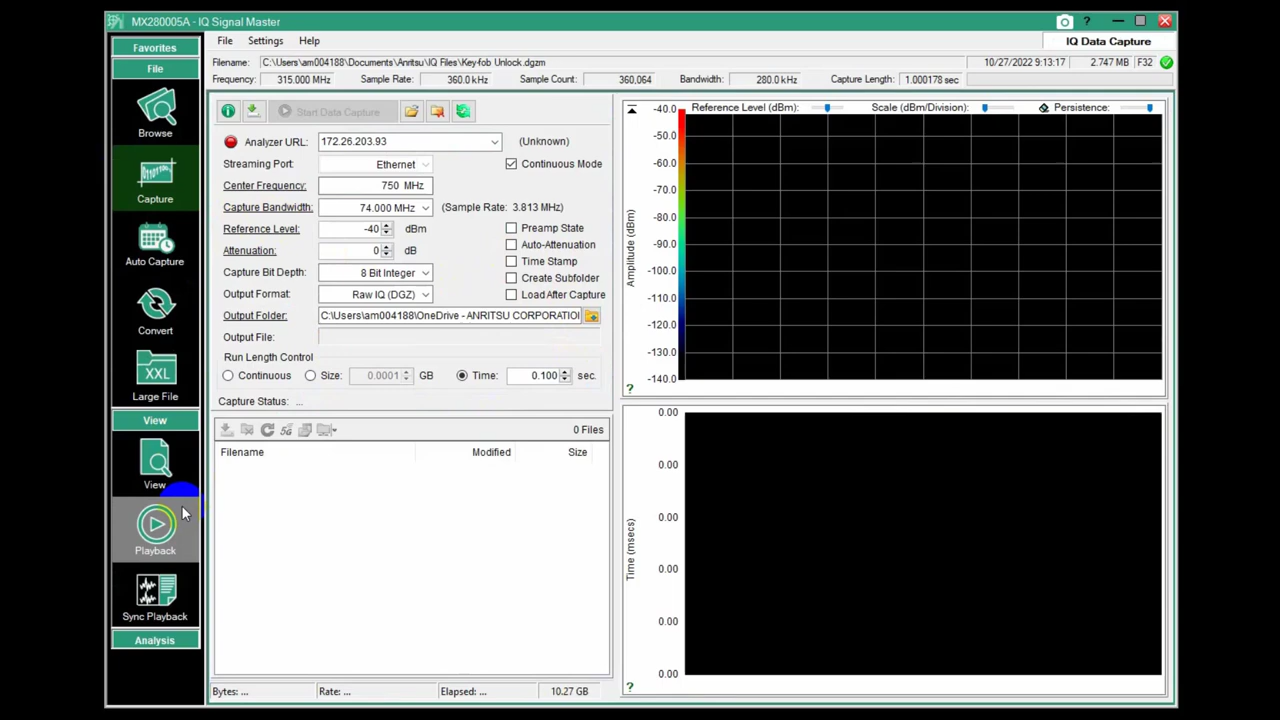 MX280005A - IQ Signal Master
?
Favorites
File
Browse
Capture
Auto Capture
Convert
XXL
Large File
View
View
Playback
Sync Playback
Analysis
File Settings Help
IQ Data Capture
Filename: C:\Users\am004188\Documents\Anritsu\IQ Files\Key-fob Unlock.dgzm 10/27/2022 9:13:17 2.747 MB F32
Frequency: 315.000 MHz Sample Rate: 360.0 kHz Sample Count: 360,064 Bandwidth: 280.0 kHz Capture Length: 1.000178 sec
Start Data Capture
Analyzer URL: 172.26.203.93 (Unknown)
Streaming Port: Ethernet Continuous Mode
Center Frequency: 750 MHz
Capture Bandwidth: 74.000 MHz (Sample Rate: 3.813 MHz)
Reference Level: -40 dBm Preamp State
Auto-Attenuation
Attenuation: 0 dB
Time Stamp
Capture Bit Depth: 8 Bit Integer Create Subfolder
Output Format: Raw IQ (DGZ) Load After Capture
Output Folder: C:\Users\am004188\OneDrive - ANRITSU CORPORATIO
Output File:
Run Length Control
Continuous Size: 0.0001 GB Time: 0.100 sec.
Capture Status: ...
5G 0 Files
Filename Modified Size
Bytes: ... Rate: ... Elapsed: ... 10.27 GB
Reference Level (dBm): Scale (dBm/Division): Persistence:
Amplitude (dBm)
-40.0
-50.0
-60.0
-70.0
-80.0
-90.0
-100.0
-110.0
-120.0
-130.0
-140.0
?
Time (msecs)
0.00
0.00
0.00
0.00
0.00
0.00
?